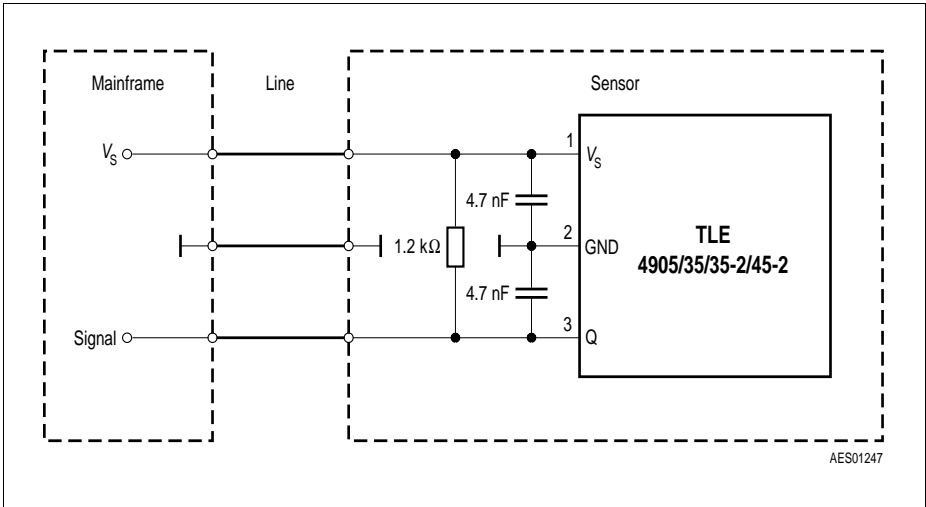 Mainframe
Line
Sensor
VS
1
VS
4.7 nF
1.2 kΩ
2
GND
TLE
4905/35/35-2/45-2
4.7 nF
Signal
3
Q
AES01247